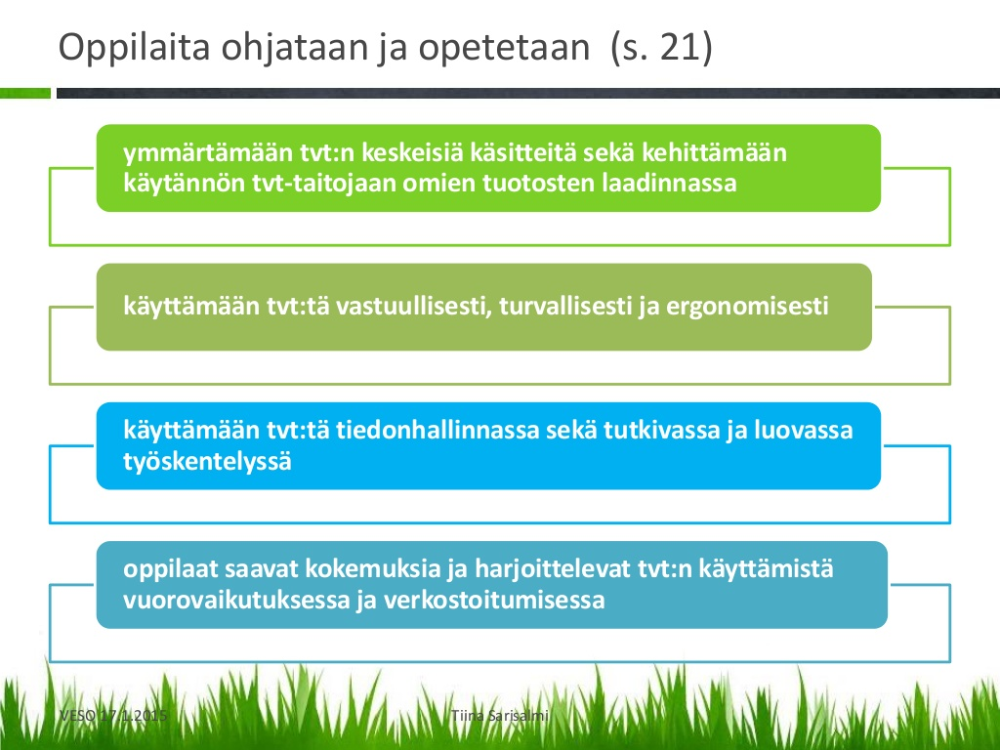 Oppilaita ohjataan ja opetetaan (s. 21)
ymmärtämään tvt:n keskeisiä käsitteitä sekä kehittämään
käytännön tvt-taitojaan omien tuotosten laadinnassa
käyttämään tvt:tä vastuullisesti, turvallisesti ja ergonomisesti
käyttämään tvt:tä tiedonhallinnassa sekä tutkivassa ja luovassa
työskentelyssä
oppilaat saavat kokemuksia ja harjoittelevat tvt:n käyttämistä
vuorovaikutuksessa ja verkostoitumisessa
VESO 17.1.2015
Tiina Sarisalmi